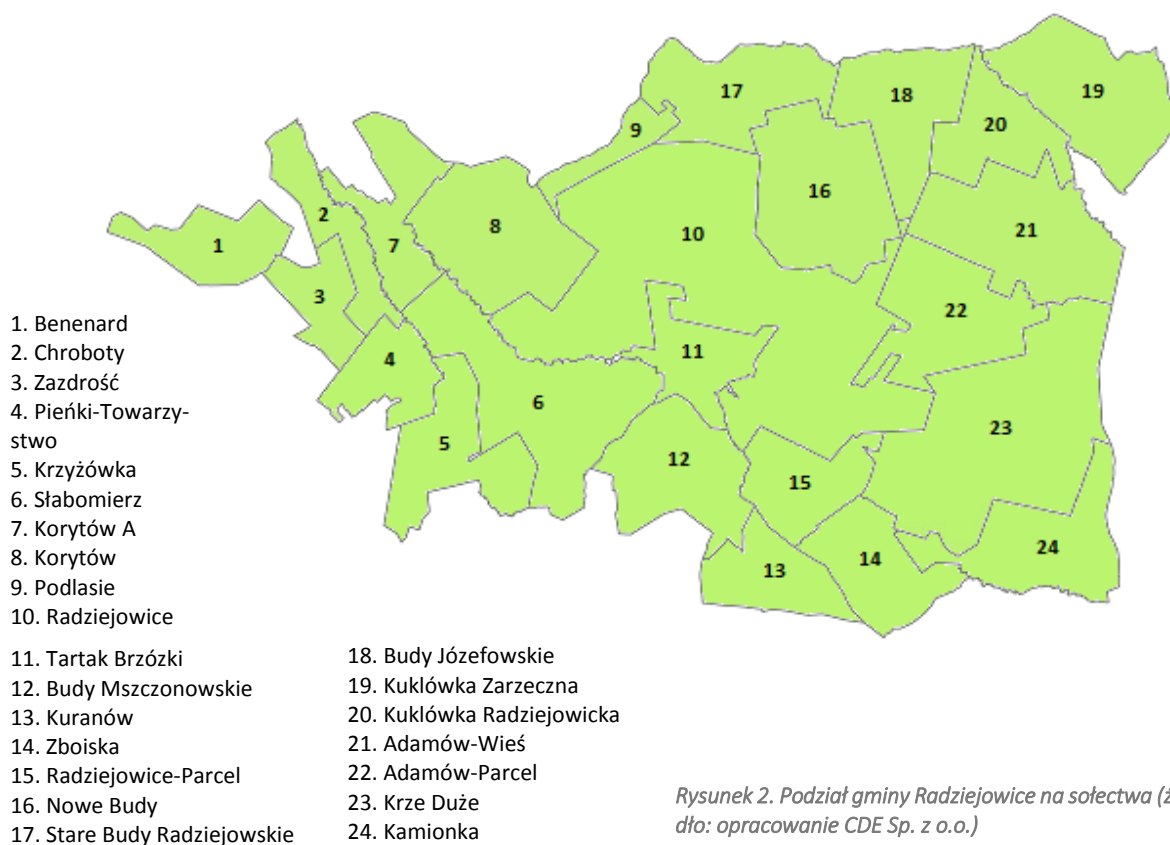 17
19
18
20
9
16
2
8
10
21
7
1
3
22
11
4
6
23
5
12
15
24
14
13
1. Benenard
2. Chroboty
3. Zazdrość
4. Pieńki-Towarzy-
stwo
5. Krzyżówka
6. Słabomierz
7. Korytów A
8. Korytów
9. Podlasie
10. Radziejowice
11. Tartak Brzózki
12. Budy Mszczonowskie
13. Kuranów
14. Zboiska
15. Radziejowice-Parcel
16. Nowe Budy
17. Stare Budy Radziejowskie
18. Budy Józefowskie
19. Kuklówka Zarzeczna
20. Kuklówka Radziejowicka
21. Adamów-Wieś
22. Adamów-Parcel
23. Krze Duże
24. Kamionka
Rysunek 2. Podział gminy Radziejowice na sołectwa (ź
dło: opracowanie CDE Sp. z o.o.)